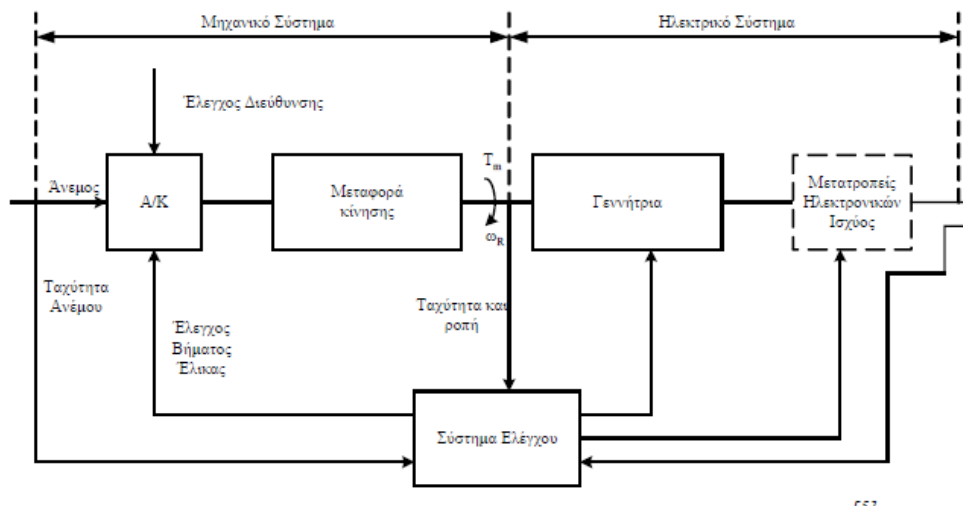 Μηχανικό Σύστημα
Ηλεκτρικό Σύστημα
Έλεγχος Διεύθυνσης
Άνεμος
Α/Κ
Μεταφορά
κίνησης
Tm
ωR
Γεννήτρια
Μετατροπείς
Ηλεκτρονικών
Ισχύος
Ταχύτητα
Ανέμου
Έλεγχος
Βήματος
Έλικας
Ταχύτητα και
ροπή
Σύστημα Ελέγχου